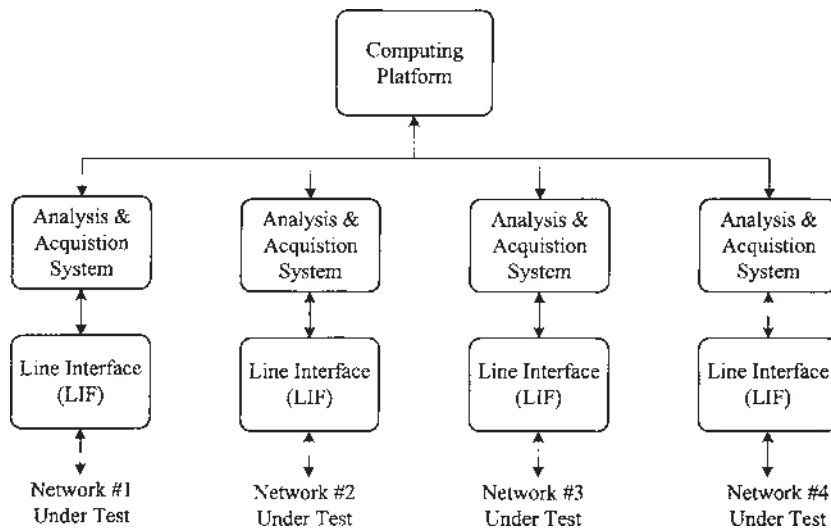 Computing
Platform
Analysis &
Acquistion
System
Analysis &
Acquistion
System
Analysis &
Acquistion
System
Analysis &
Acquistion
System
Line Interface
(LIF)
Line Interface
(LIF)
Line Interface
(LIF)
Line Interface
(LIF)
Network #1
Under Test
Network #2
Under Test
Network #3
Under Test
Network #4
Under Test